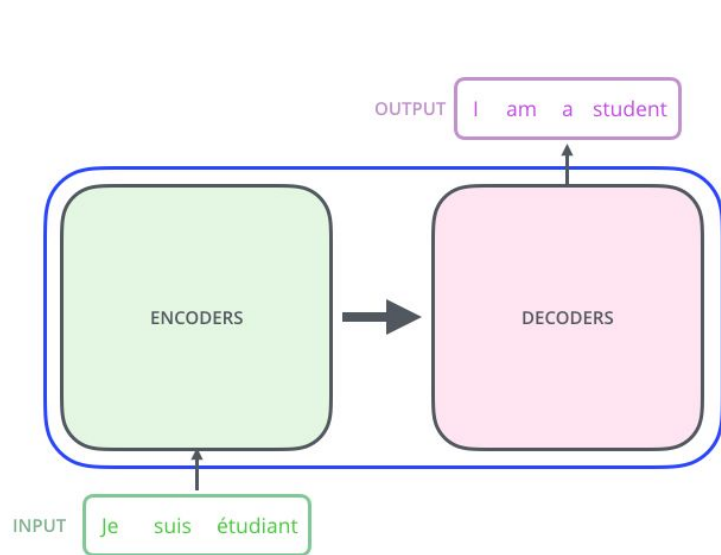 OUTPUT I am a student
ENCODERS DECODERS
INPUT Je suis étudiant